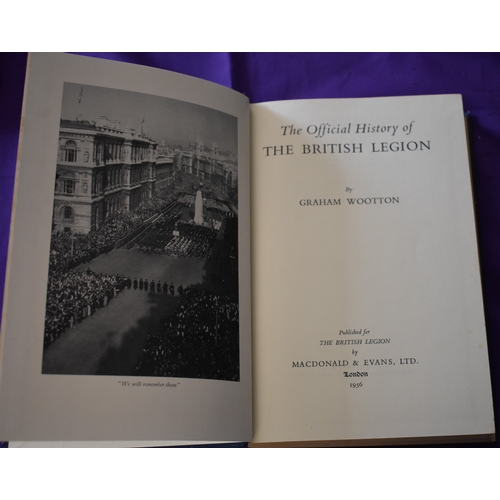 "We will remember them"
The Official History of
THE BRITISH LEGION
By
GRAHAM WOOTTON
Published for
THE BRITISH LEGION
by
MACDONALD & EVANS, LTD.
London
1956